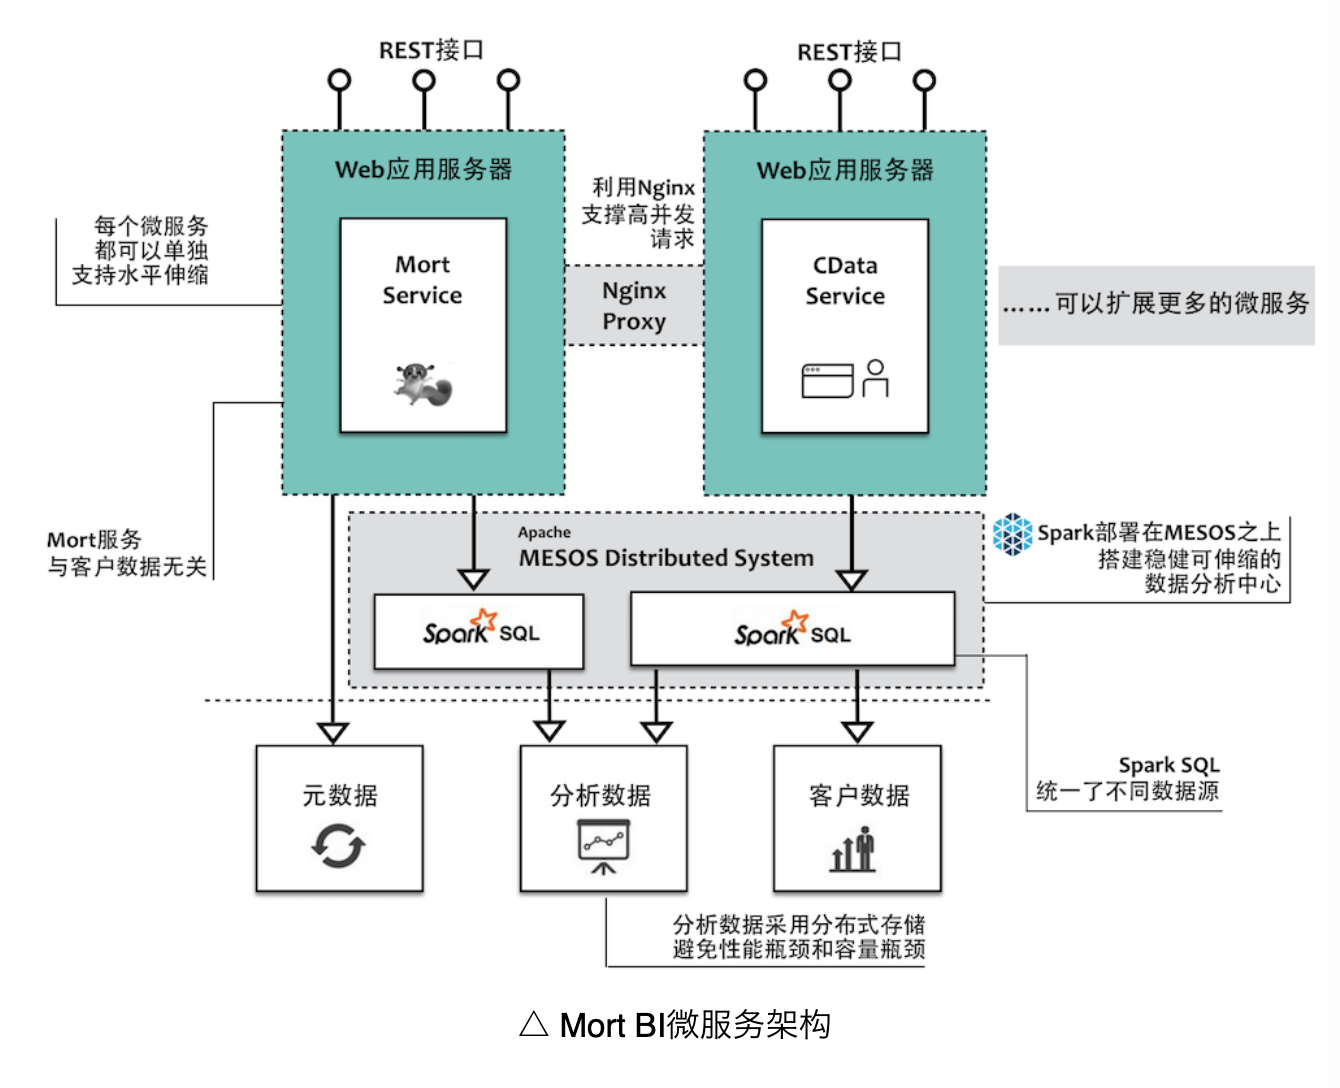 REST接口
REST接口
Web应用服务器
Web应用服务器
利用Nginx
支撑高并发
请求
每个微服务
都可以单独
支持水平伸缩
Mort
Service
Nginx
Proxy
CData
Service
......可以扩展更多的微服务
Mort服务
与客户数据无关
Apache
MESOS Distributed System
Spark部署在MESOS之上
搭建稳健可伸缩的
数据分析中心
Spark SQL
Spark SQL
Spark SQL
统一了不同数据源
元数据
分析数据
客户数据
分析数据采用分布式存储
避免性能瓶颈和容量瓶颈
△ Mort BI微服务架构